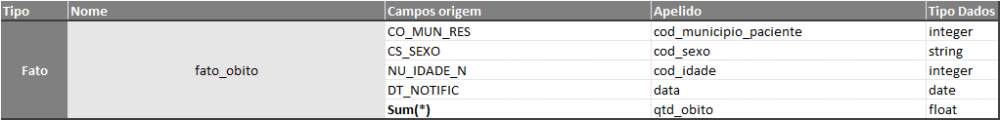 Tipo Nome Campos origem Apelido Tipo Dados
CO_MUN_RES cod_municipio_paciente integer
CS_SEXO cod_sexo string
Fato fato_obito NU_IDADE_N cod_idade integer
DT_NOTIFIC data date
Sum(*) qtd_obito float